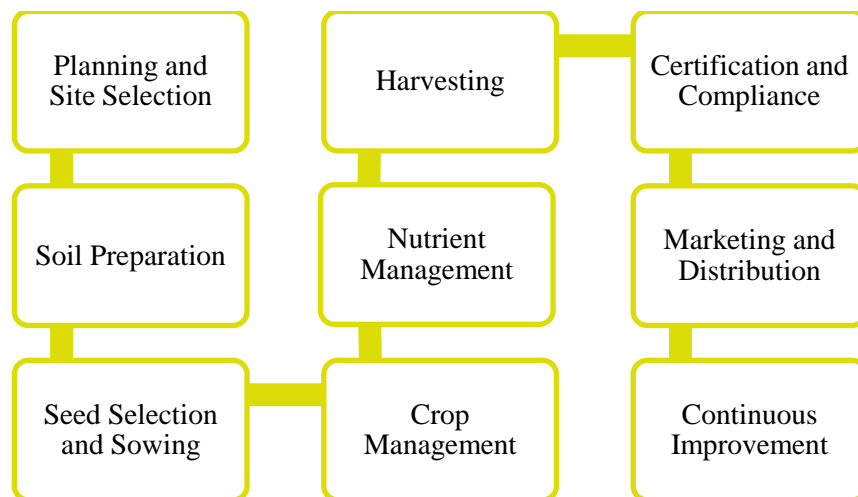 Planning and
Site Selection
Soil Preparation
Seed Selection
and Sowing
Crop
Management
Nutrient
Management
Harvesting
Certification and
Compliance
Marketing and
Distribution
Continuous
Improvement